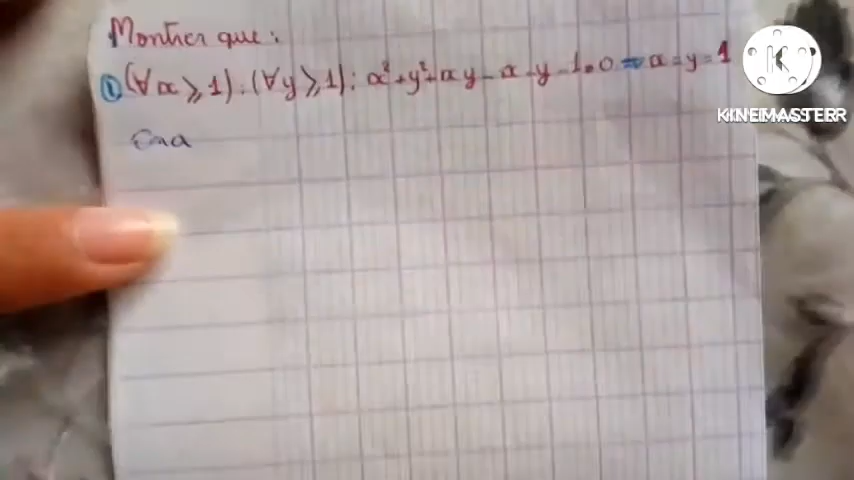 Montrer que :
① (∀x ⩾ 1) : (∀y ⩾ 1) : x² + y² + xy - x - y - 1 = 0 ⇒ x = y = 1
K
KINEMASTER